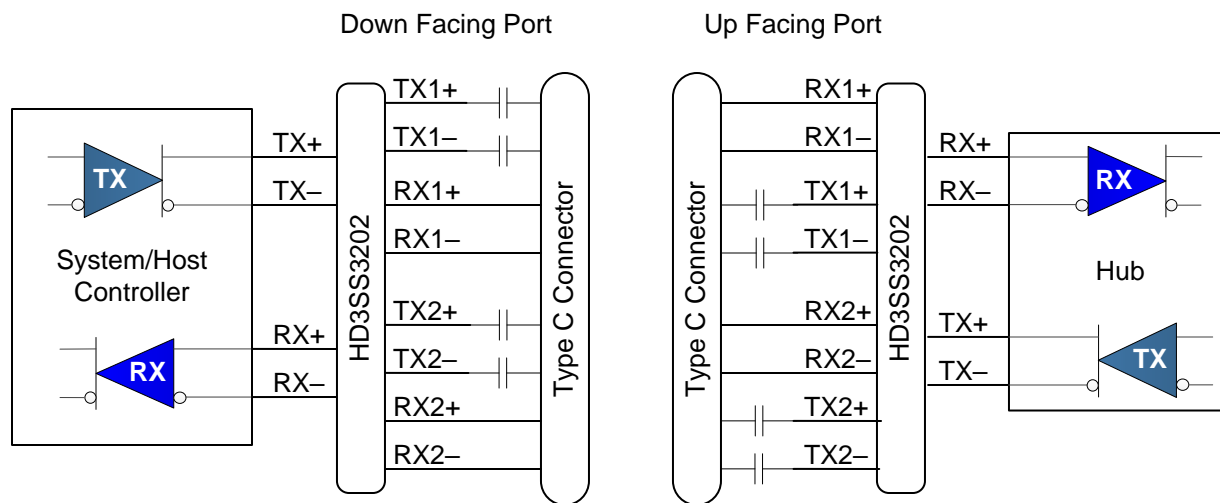 Down Facing Port
Up Facing Port
TX+
TX–
TX
System/Host
Controller
RX+
RX–
RX
HD3SS3202
TX1+
TX1–
RX1+
RX1–
TX2+
TX2–
RX2+
RX2–
Type C Connector
Type C Connector
RX1+
RX1–
TX1+
TX1–
RX2+
RX2–
TX2+
TX2–
HD3SS3202
RX+
RX–
RX
Hub
TX+
TX–
TX